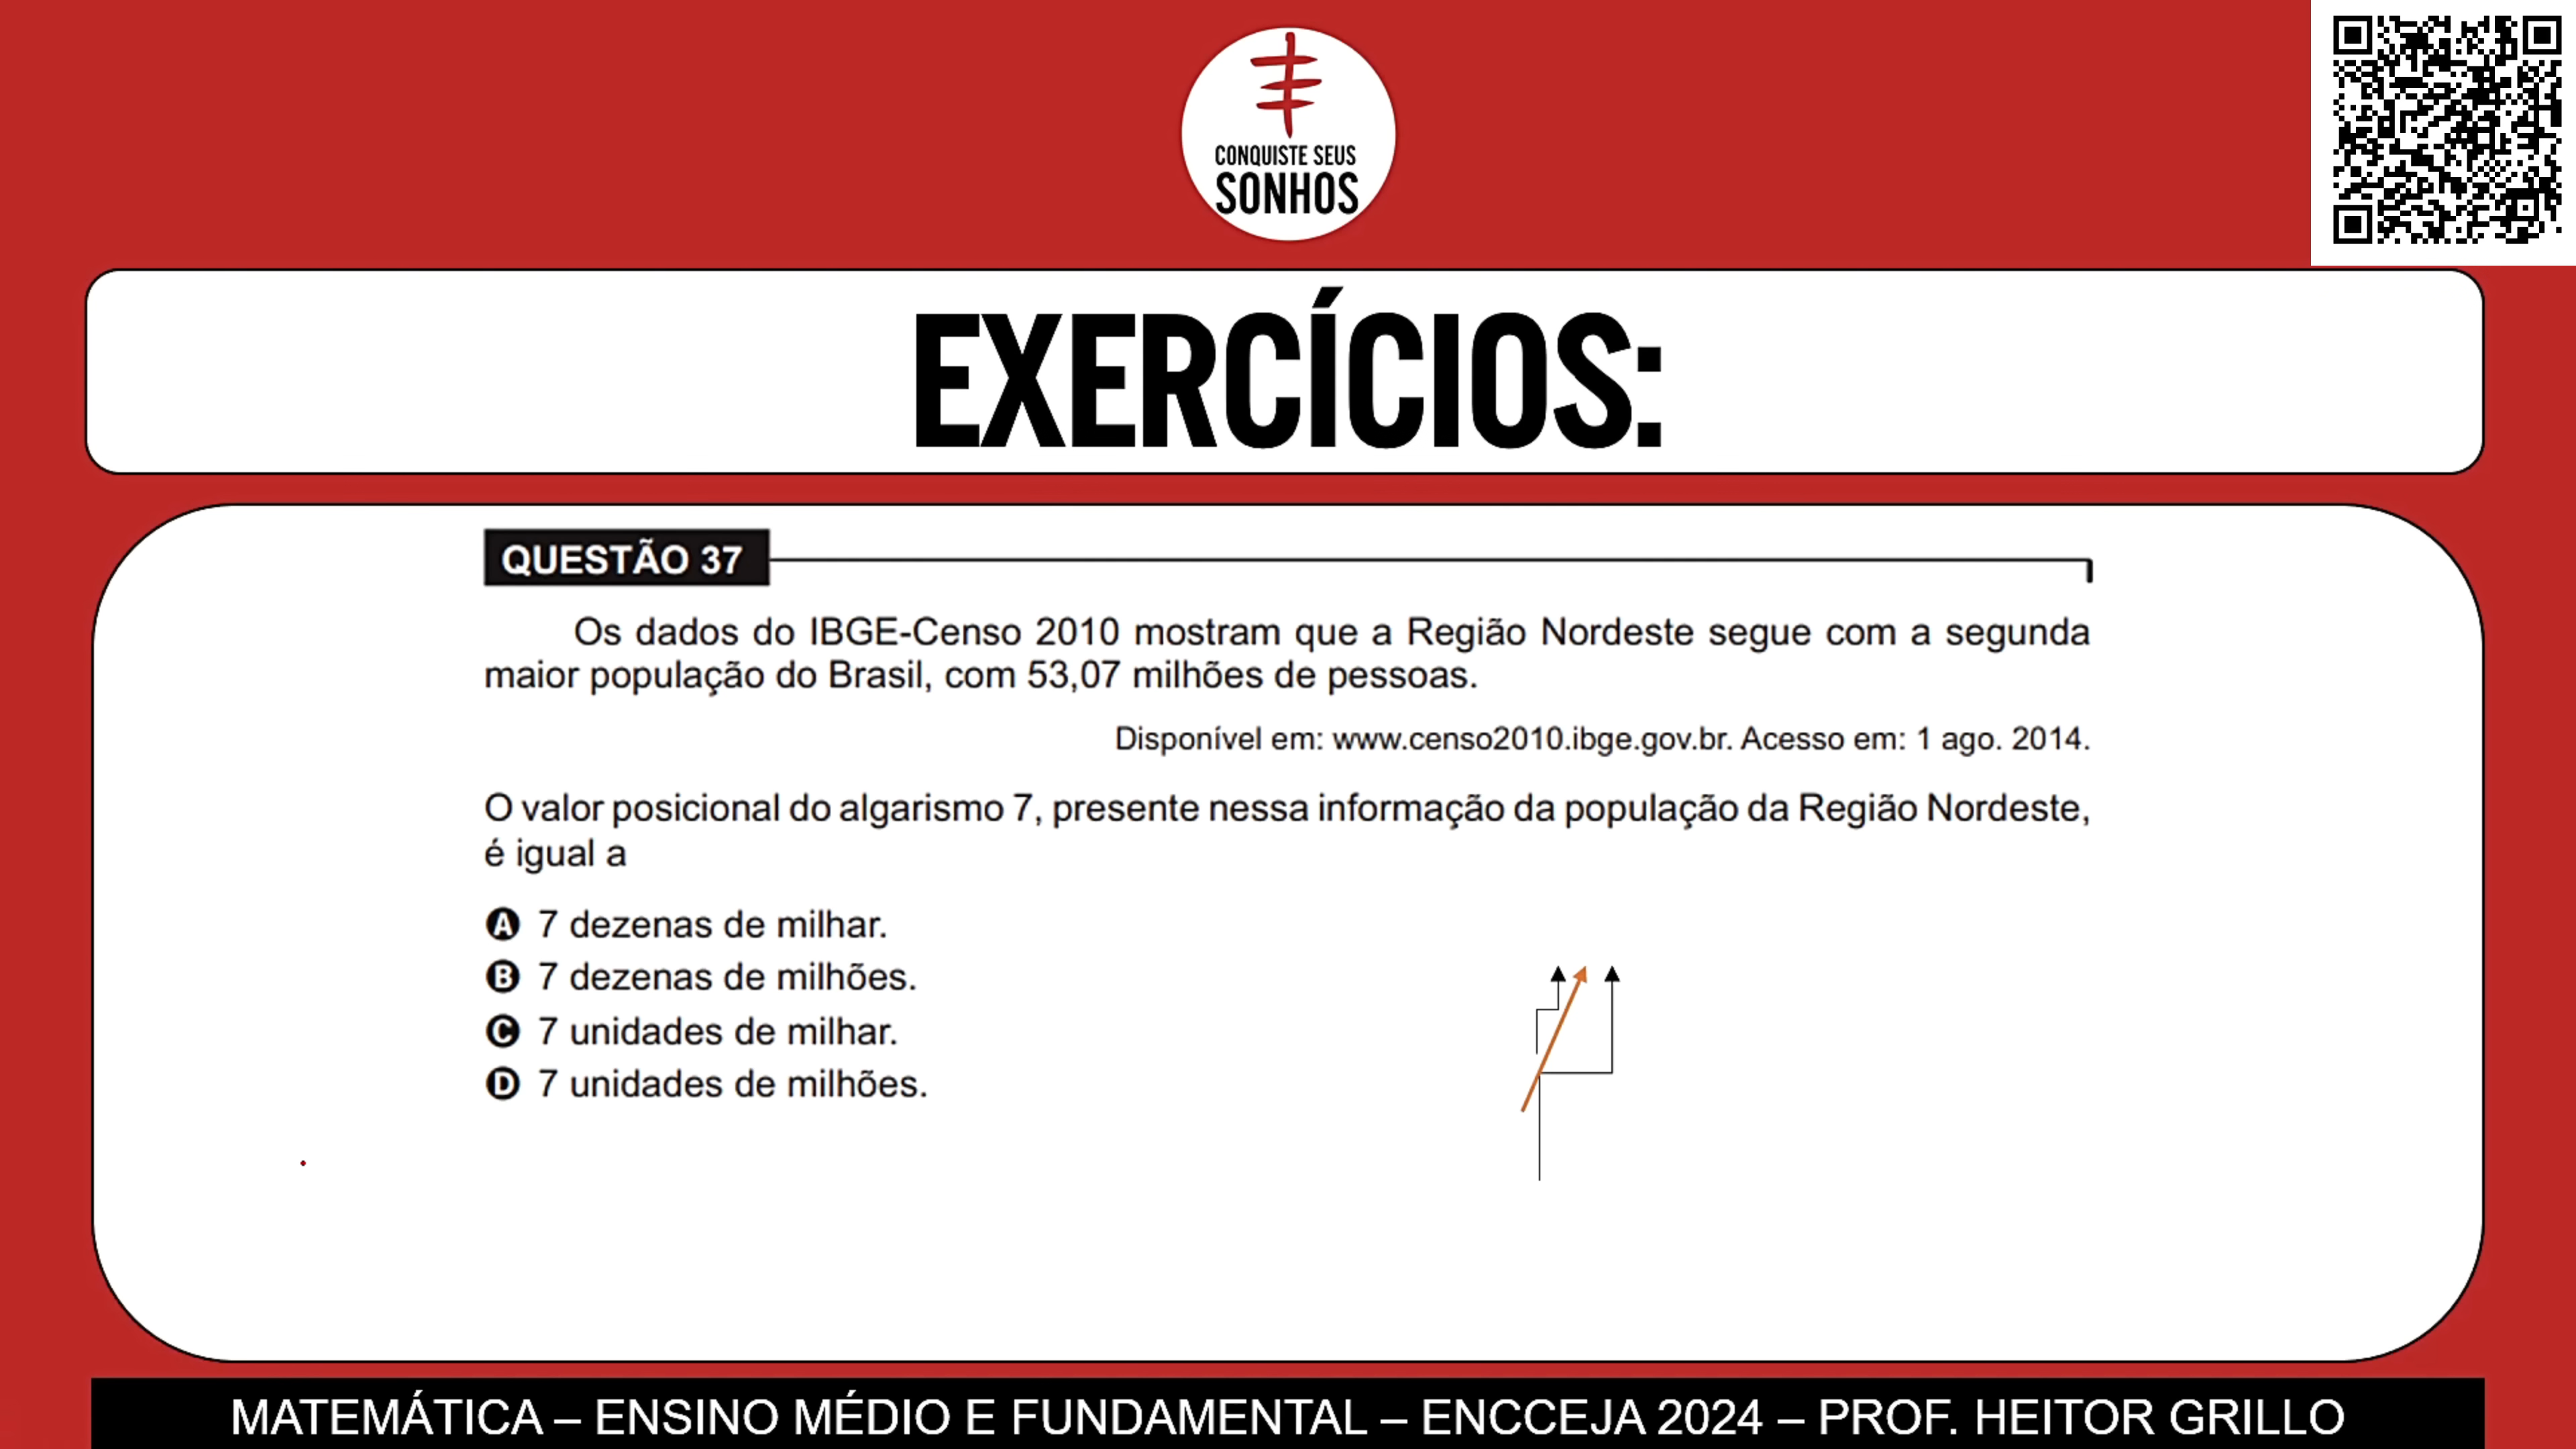 CONQUISTE SEUS
SONHOS
EXERCÍCIOS:
QUESTÃO 37
Os dados do IBGE-Censo 2010 mostram que a Região Nordeste segue com a segunda
maior população do Brasil, com 53,07 milhões de pessoas.
Disponível em: www.censo2010.ibge.gov.br. Acesso em: 1 ago. 2014.
O valor posicional do algarismo 7, presente nessa informação da população da Região Nordeste,
é igual a
A 7 dezenas de milhar.
B 7 dezenas de milhões.
C 7 unidades de milhar.
D 7 unidades de milhões.
MATEMÁTICA – ENSINO MÉDIO E FUNDAMENTAL – ENCCEJA 2024 – PROF. HEITOR GRILLO